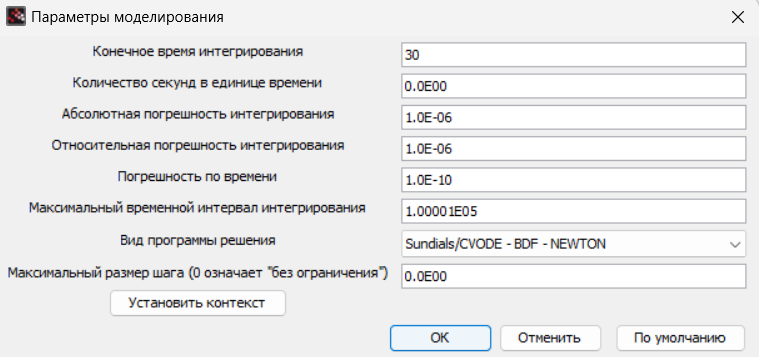 Параметры моделирования
Конечное время интегрирования 30
Количество секунд в единице времени 0.0E00
Абсолютная погрешность интегрирования 1.0E-06
Относительная погрешность интегрирования 1.0E-06
Погрешность по времени 1.0E-10
Максимальный временной интервал интегрирования 1.00001E05
Вид программы решения Sundials/CVODE - BDF - NEWTON
Максимальный размер шага (0 означает "без ограничения") 0.0E00
Установить контекст
OK Отменить По умолчанию